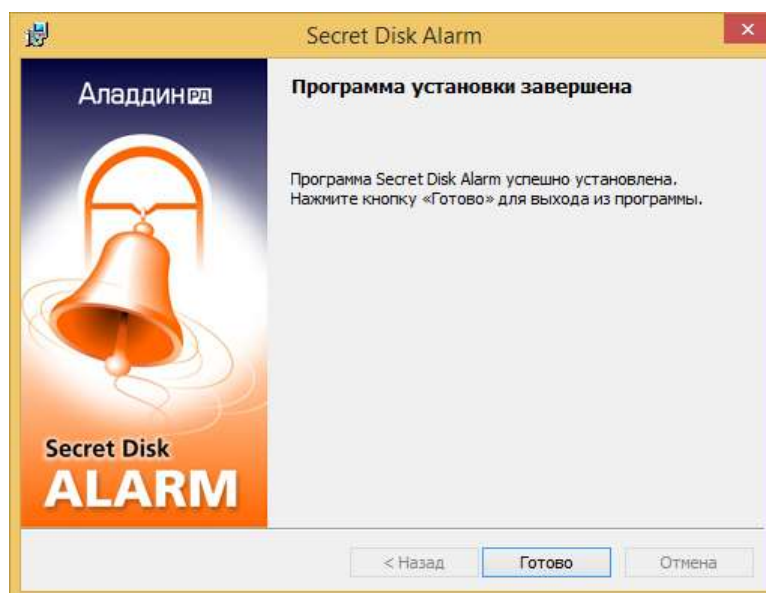 Secret Disk Alarm
Аладдин РД
Программа установки завершена
Программа Secret Disk Alarm успешно установлена.
Нажмите кнопку «Готово» для выхода из программы.
Secret Disk
ALARM
< Назад
Готово
Отмена